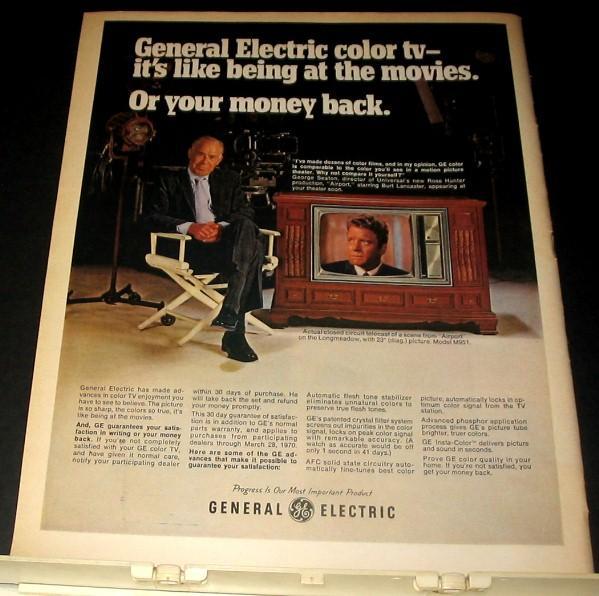 General Electric color tv—
it's like being at the movies.
Or your money back.
"I've made dozens of color films, and in my opinion, GE color
is comparable to the color you'll see in a motion picture
theater. Why not compare it yourself?"
George Seaton, director of Universal's new Ross Hunter
production, "Airport," starring Burt Lancaster, appearing at
your theater soon.
Actual closed circuit telecast of a scene from "Airport"
on the Longmeadow, with 23" (diag.) picture. Model M951.
General Electric has made ad-
vances in color TV enjoyment you
have to see to believe. The picture
is so sharp, the colors so true, it's
like being at the movies.
And, GE guarantees your satis-
faction in writing or your money
back. If you're not completely
satisfied with your GE color TV,
and have given it normal care,
notify your participating dealer
within 30 days of purchase. He
will take back the set and refund
your money promptly.
This 30 day guarantee of satisfac-
tion is in addition to GE's normal
parts warranty, and applies to
purchases from participating
dealers through March 28, 1970.
Here are some of the GE ad-
vances that make it possible to
guarantee your satisfaction:
Automatic flesh tone stabilizer
eliminates unnatural colors to
preserve true flesh tones.
GE's patented crystal filter system
screens out impurities in the color
signal, locks on peak color signal
with remarkable accuracy. (A
watch as accurate would be off
only 1 second in 41 days.)
AFC solid state circuitry auto-
matically fine-tunes best color
picture, automatically locks in op-
timum color signal from the TV
station.
Advanced phosphor application
process gives GE's picture tube
brighter, truer colors.
GE Insta-Color™ delivers picture
and sound in seconds.
Prove GE color quality in your
home. If you're not satisfied, you
get your money back.
Progress Is Our Most Important Product
GENERAL GE ELECTRIC